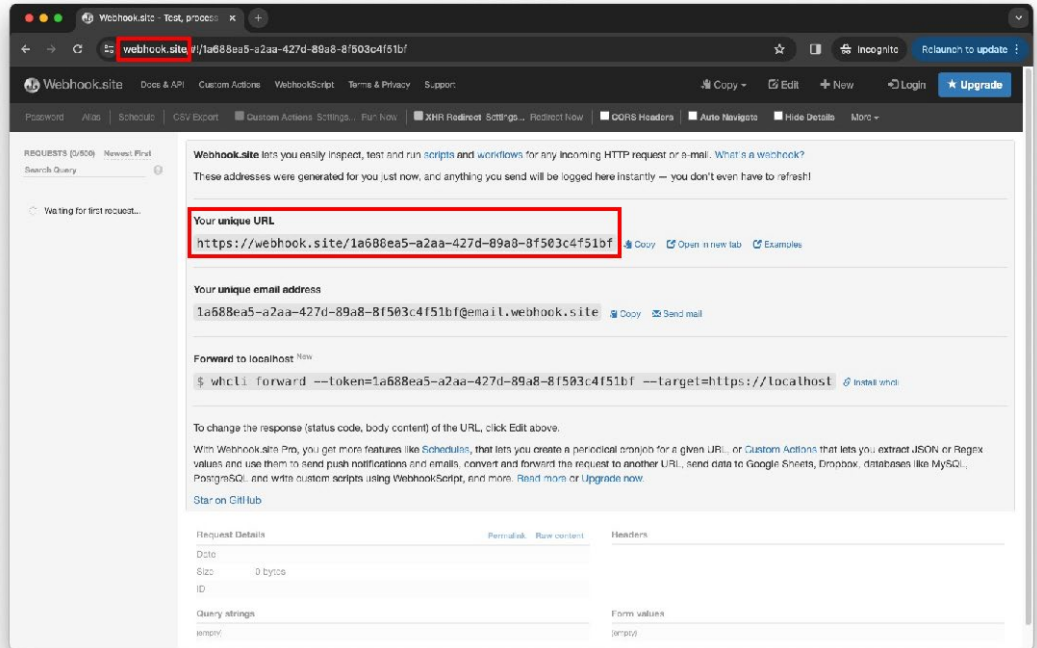 Webhook.site - Test, process
webhook.site/#!/1a688ea5-a2aa-427d-89a8-8f503c4f51bf
Incognito
Relaunch to update
Webhook.site Docs & API Custom Actions WebhookScript Terms & Privacy Support Copy Edit New Login Upgrade
Password Alias Schedule CSV Export Custom Actions Settings... Run Now XHR Redirect Settings... Redirect Now CORS Headers Auto Navigate Hide Details More
REQUESTS (0/500) Newest First
Search Query
Waiting for first request...
Webhook.site lets you easily inspect, test and run scripts and workflows for any incoming HTTP request or e-mail. What's a webhook?
These addresses were generated for you just now, and anything you send will be logged here instantly — you don't even have to refresh!
Your unique URL
https://webhook.site/1a688ea5-a2aa-427d-89a8-8f503c4f51bf Copy Open in new tab Examples
Your unique email address
1a688ea5-a2aa-427d-89a8-8f503c4f51bf@email.webhook.site Copy Send mail
Forward to localhost New
$ whcli forward --token=1a688ea5-a2aa-427d-89a8-8f503c4f51bf --target=https://localhost Install whcli
To change the response (status code, body content) of the URL, click Edit above.
With Webhook.site Pro, you get more features like Schedules, that lets you create a periodical cronjob for a given URL, or Custom Actions that lets you extract JSON or Regex
values and use them to send push notifications and emails, convert and forward the request to another URL, send data to Google Sheets, Dropbox, databases like MySQL,
PostgreSQL and write custom scripts using WebhookScript, and more. Read more or Upgrade now.
Star on GitHub
Request Details Permalink Raw content Headers
Date
Size 0 bytes
ID
Query strings Form values
(empty) (empty)